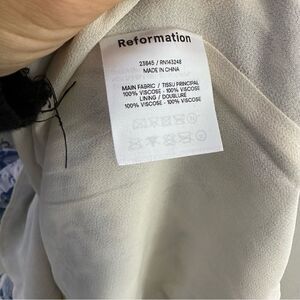 Reformation
23845 / RN143248
MADE IN CHINA
MAIN FABRIC / TISSU PRINCIPAL
100% VISCOSE - 100% VISCOSE
LINING / DOUBLURE
100% VISCOSE - 100% VISCOSE